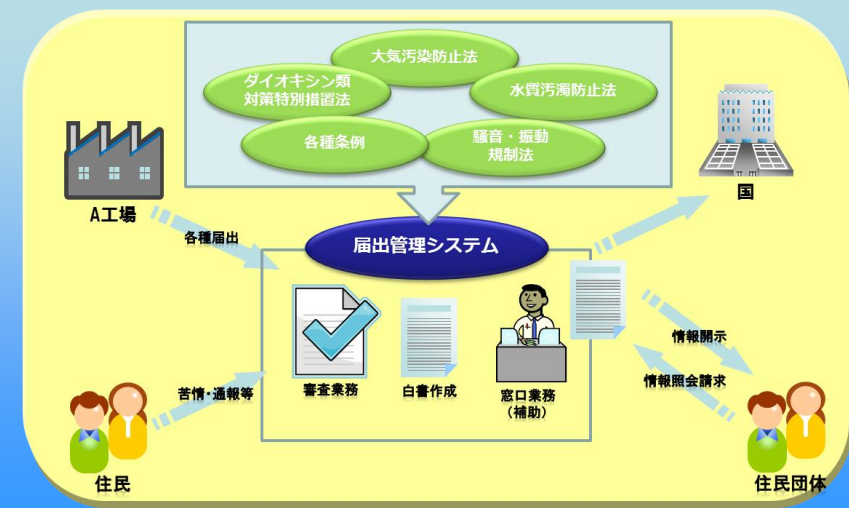 大気汚染防止法
ダイオキシン類
対策特別措置法
水質汚濁防止法
各種条例
騒音・振動
規制法
A工場
国
各種届出
届出管理システム
情報開示
情報照会請求
苦情・通報等
審査業務
白書作成
窓口業務
（補助）
住民
住民団体